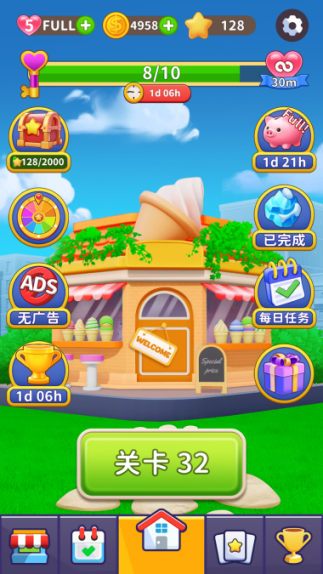 5 FULL + 4958 + 128
8/10
30m
1d 06h
128/2000
Full!
1d 21h
已完成
ADS
无广告
每日任务
1d 06h
WELCOME
Special
price
关卡 32